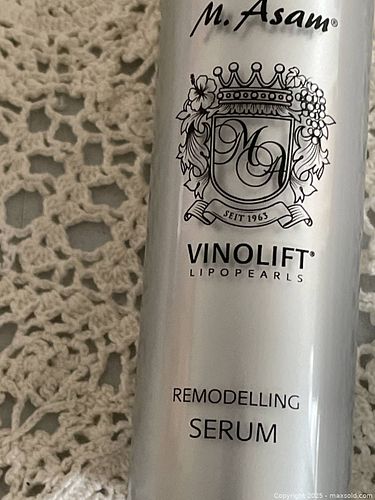 M. Asam®
MA
SEIT 1963
VINOLIFT®
LIPOPEARLS
REMODELLING
SERUM
Copyright 2025 - maxsold.com